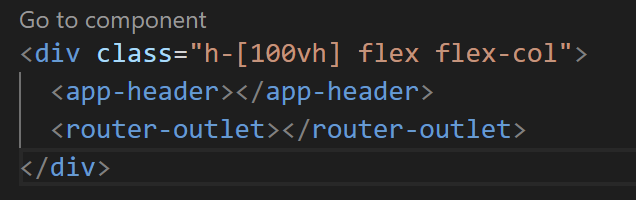 Go to component
<div class="h-[100vh] flex flex-col">
<app-header></app-header>
<router-outlet></router-outlet>
</div>